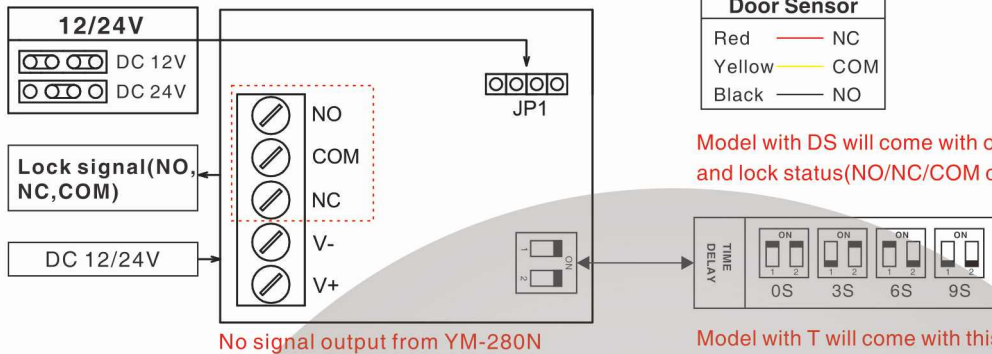 12/24V
DC 12V
DC 24V
Lock signal(NO,
NC,COM)
DC 12/24V
NO
COM
NC
V-
V+
JP1
1
2
ON
No signal output from YM-280N
Door Sensor
Red NC
Yellow COM
Black NO
Model with DS will come with
and lock status(NO/NC/COM
TIME
DELAY
ON
1 2
0S
ON
1 2
3S
ON
1 2
6S
ON
1 2
9S
Model with T will come with this